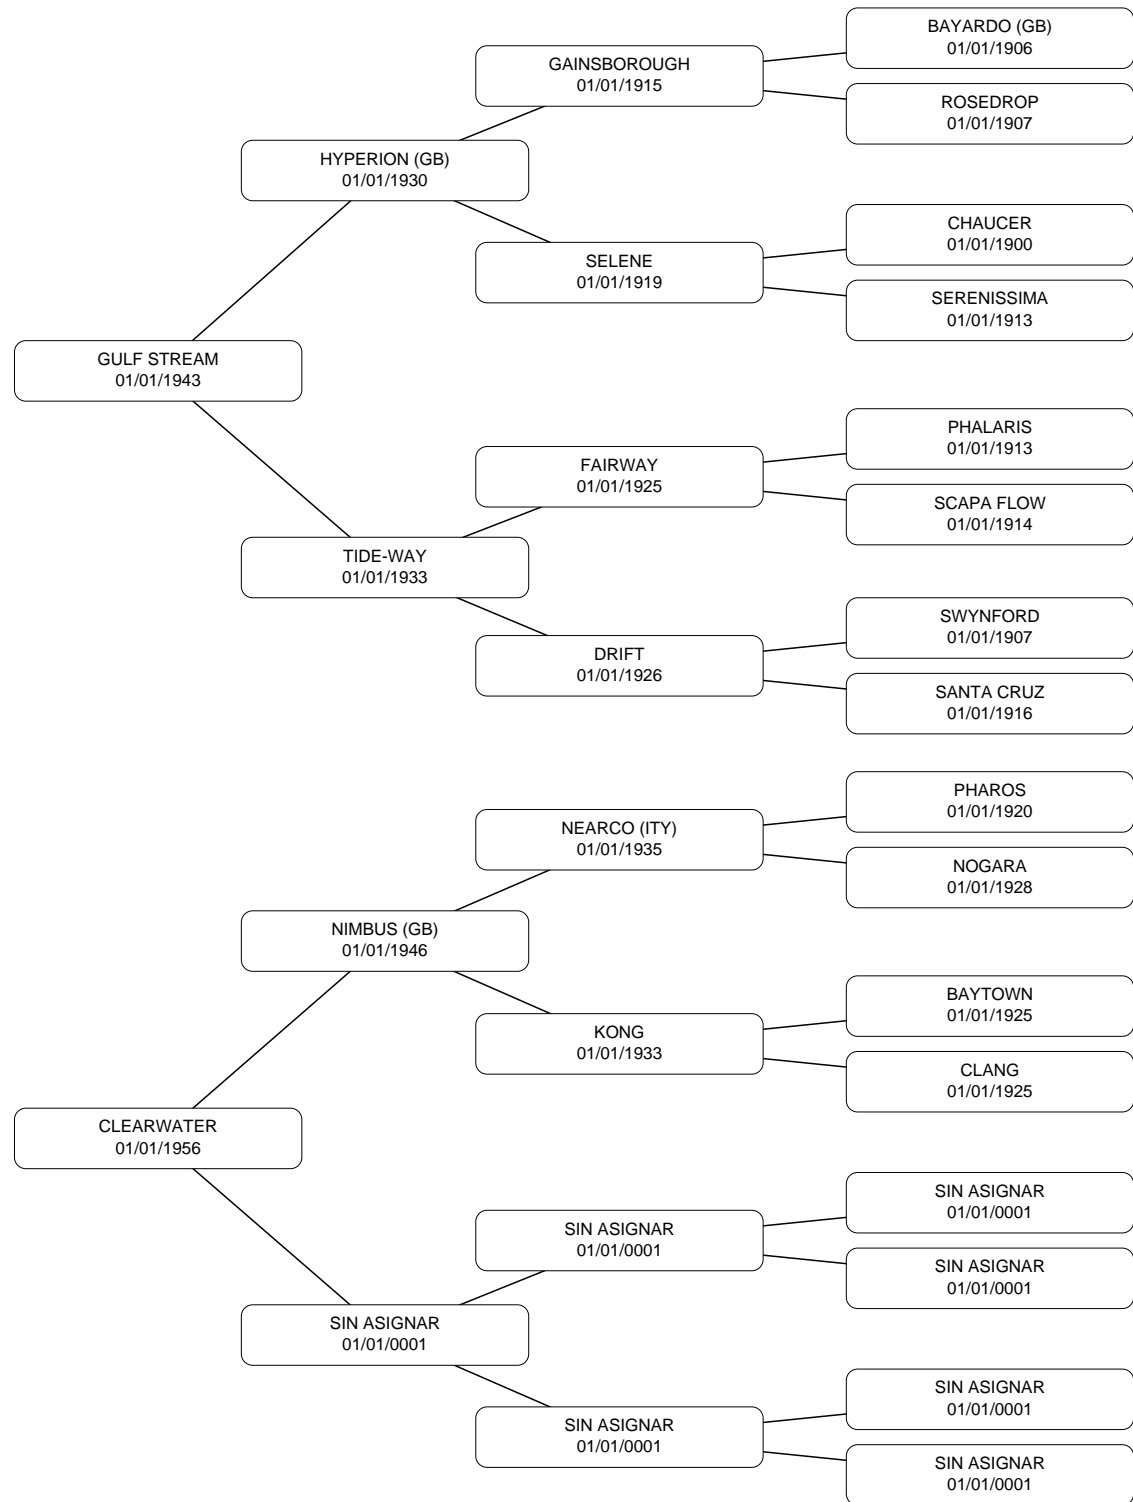 BAYARDO (GB)
01/01/1906
GAINSBOROUGH
01/01/1915
ROSEDROP
01/01/1907
HYPERION (GB)
01/01/1930
CHAUCER
01/01/1900
SELENE
01/01/1919
SERENISSIMA
01/01/1913
GULF STREAM
01/01/1943
PHALARIS
01/01/1913
FAIRWAY
01/01/1925
SCAPA FLOW
01/01/1914
TIDE-WAY
01/01/1933
SWYNFORD
01/01/1907
DRIFT
01/01/1926
SANTA CRUZ
01/01/1916
PHAROS
01/01/1920
NEARCO (ITY)
01/01/1935
NOGARA
01/01/1928
NIMBUS (GB)
01/01/1946
BAYTOWN
01/01/1925
KONG
01/01/1933
CLANG
01/01/1925
CLEARWATER
01/01/1956
SIN ASIGNAR
01/01/0001
SIN ASIGNAR
01/01/0001
SIN ASIGNAR
01/01/0001
SIN ASIGNAR
01/01/0001
SIN ASIGNAR
01/01/0001
SIN ASIGNAR
01/01/0001
SIN ASIGNAR
01/01/0001